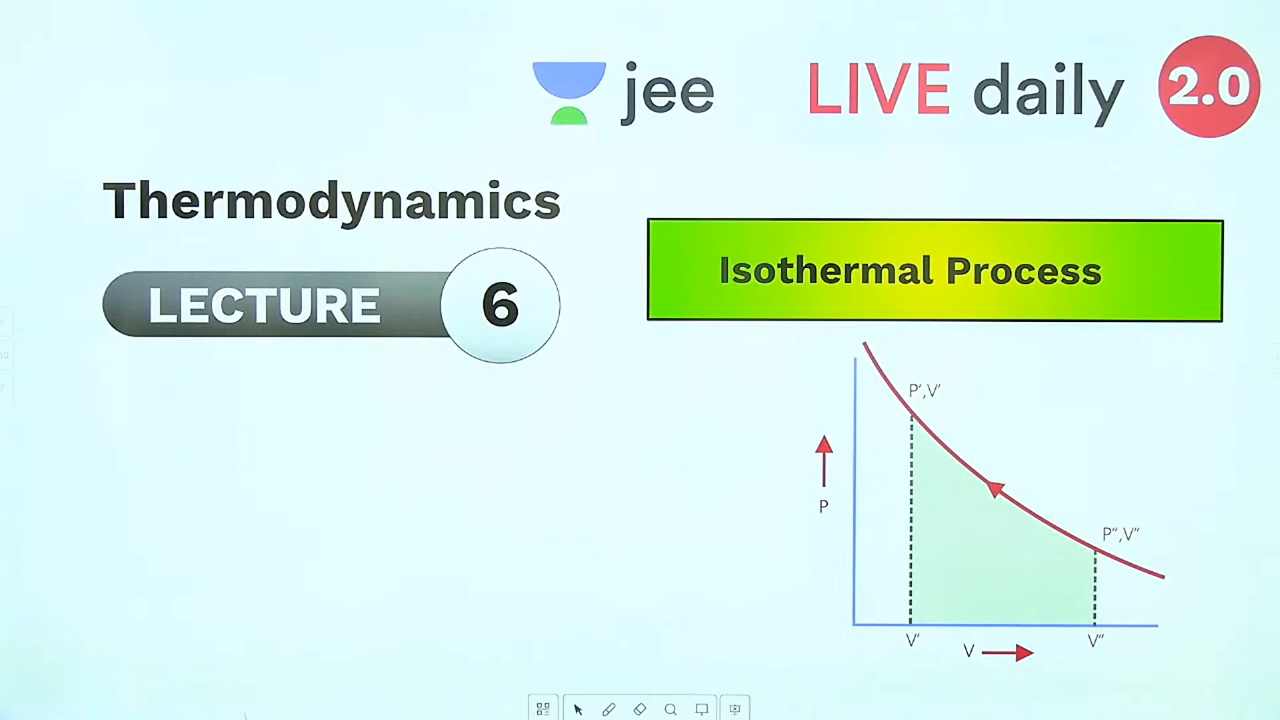 jee
LIVE daily 2.0
Thermodynamics
LECTURE 6
Isothermal Process
P',V'
P
P",V"
V'
V"
V